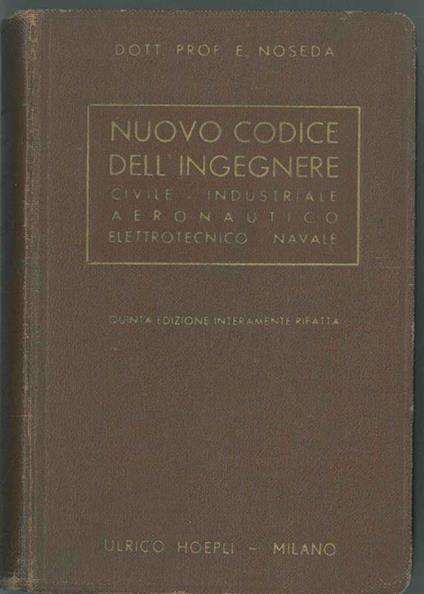 DOTT. PROF. E. NOSEDA
NUOVO CODICE
DELL'INGEGNERE
CIVILE - INDUSTRIALE
AERONAUTICO
ELETTROTECNICO NAVALE
QUINTA EDIZIONE INTERAMENTE RIFATTA
ULRICO HOEPLI - MILANO